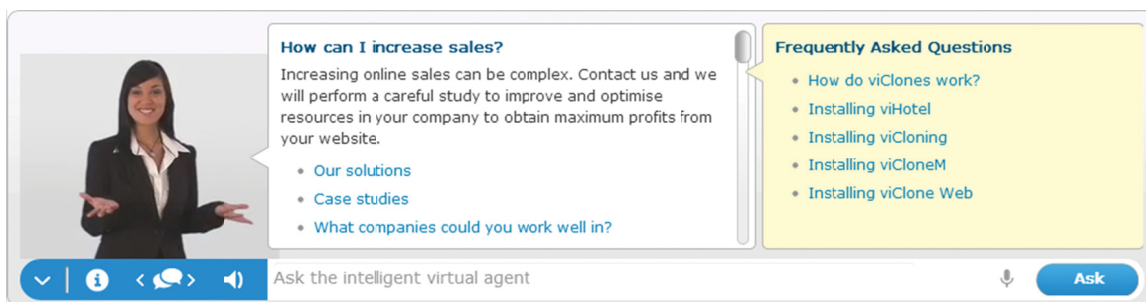 How can I increase sales?
Increasing online sales can be complex. Contact us and we
will perform a careful study to improve and optimise
resources in your company to obtain maximum profits from
your website.
Our solutions
Case studies
What companies could you work well in?
Frequently Asked Questions
How do viClones work?
Installing viHotel
Installing viCloning
Installing viCloneM
Installing viClone Web
Ask the intelligent virtual agent
Ask